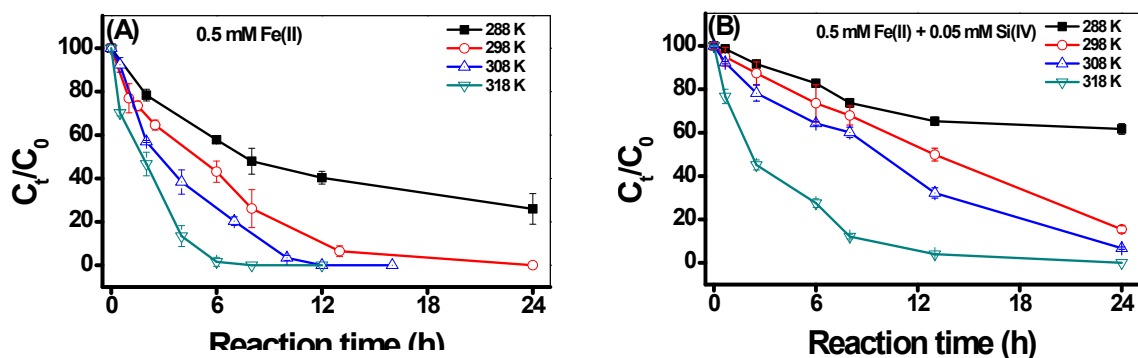 (A)
0.5 mM Fe(II)
288 K
298 K
308 K
318 K
100
80
60
40
20
0
C_t/C_0
0
6
12
18
24
Reaction time (h)
(B)
0.5 mM Fe(II) + 0.05 mM Si(IV)
288 K
298 K
308 K
318 K
100
80
60
40
20
0
C_t/C_0
0
6
12
18
24
Reaction time (h)